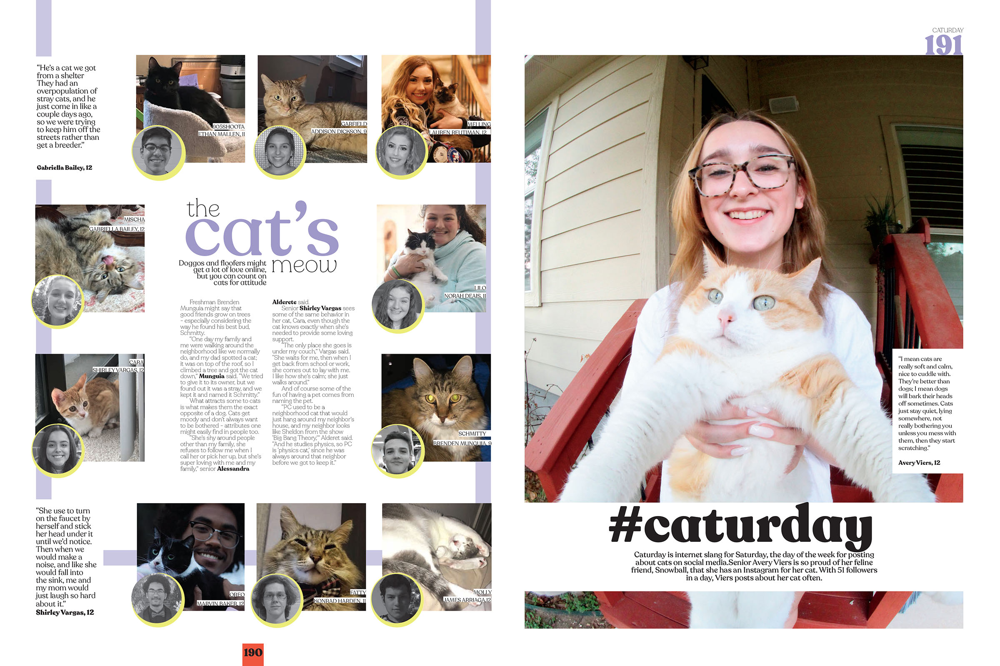 “He’s a cat we got
from a shelter
They had an
overpopulation of
stray cats, and he
just come in like a
couple days ago,
so we were trying
to keep him off the
streets rather than
get a breeder.”
Gabriella Bailey, 12
905SHOOTA
ETHAN MALLEN, 11
GARFIELD
ADDISON DICKSON, 9
MELLING
LAUREN REUTIMAN, 12
MISCHA
GABRIELLA BAILEY, 12
the
cat’s
meow
Doggos and floofers might
get a lot of love online,
but you can count on
cats for attitude
LILO
NORAH DEAIS, 11
CARA
SHIRLEY VARGAS, 12
Freshman Brenden
Munguia might say that
good friends grow on trees
– especially considering the
way he found his best bud,
Schmitty.
“One day my family and
me were walking around the
neighborhood like we normally
do, and my dad spotted a cat;
it was on top of the roof, so I
climbed a tree and got the cat
down,” Munguia said. “We tried
to give it to its owner, but we
found out it was a stray, and we
kept it and named it Schmitty.”
What attracts some to cats
is what makes them the exact
opposite of a dog. Cats get
moody and don’t always want
to be bothered – attributes one
might easily find in people too.
“She’s shy around people
other than my family, she
refuses to follow me when I
call her or pick her up, but she’s
super loving with me and my
family,” senior Alessandra
Alderete said.
Senior Shirley Vargas sees
some of the same behavior in
her cat, Cara, even though the
cat knows exactly when she’s
needed to provide some loving
support.
“The only place she goes is
under my couch,” Vargas said.
“She waits for me, then when I
get back from school or work,
she comes out to lay with me.
I like how she’s calm; she just
walks around.”
And of course some of the
fun of having a pet comes from
naming the pet.
“PC used to be a
neighborhood cat that would
just hang around my neighbor’s
house, and my neighbor looks
like Sheldon from the show
‘Big Bang Theory,’” Alderet said.
“And he studies physics, so PC
is ‘physics cat,’ since he was
always around that neighbor
before we got to keep it.”
SCHMITTY
BRENDEN MUNGUIA, 9
“She use to turn
on the faucet by
herself and stick
her head under it
until we’d notice.
Then when we
would make a
noise, and like she
would fall into
the sink, me and
my mom would
just laugh so hard
about it.”
Shirley Vargas, 12
OREO
MARVIN BAKER, 12
FATTY
KONRAD HARDEN, 11
MOLLY
JAMES ARRIAGA,12
190
CATURDAY
191
“I mean cats are
really soft and calm,
nice to cuddle with.
They’re better than
dogs; I mean dogs
will bark their heads
off sometimes. Cats
just stay quiet, lying
somewhere, not
really bothering you
unless you mess with
them, then they start
scratching.”
Avery Viers, 12
#caturday
Caturday is internet slang for Saturday, the day of the week for posting
about cats on social media.Senior Avery Viers is so proud of her feline
friend, Snowball, that she has an Instagram for her cat. With 51 followers
in a day, Viers posts about her cat often.